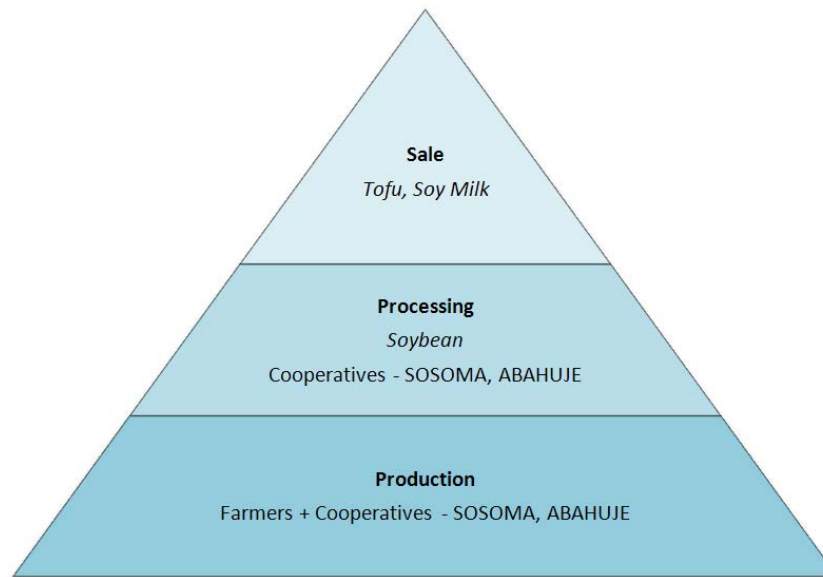 Sale
Tofu, Soy Milk
Processing
Soybean
Cooperatives - SOSOMA, ABAHUJE
Production
Farmers + Cooperatives - SOSOMA, ABAHUJE